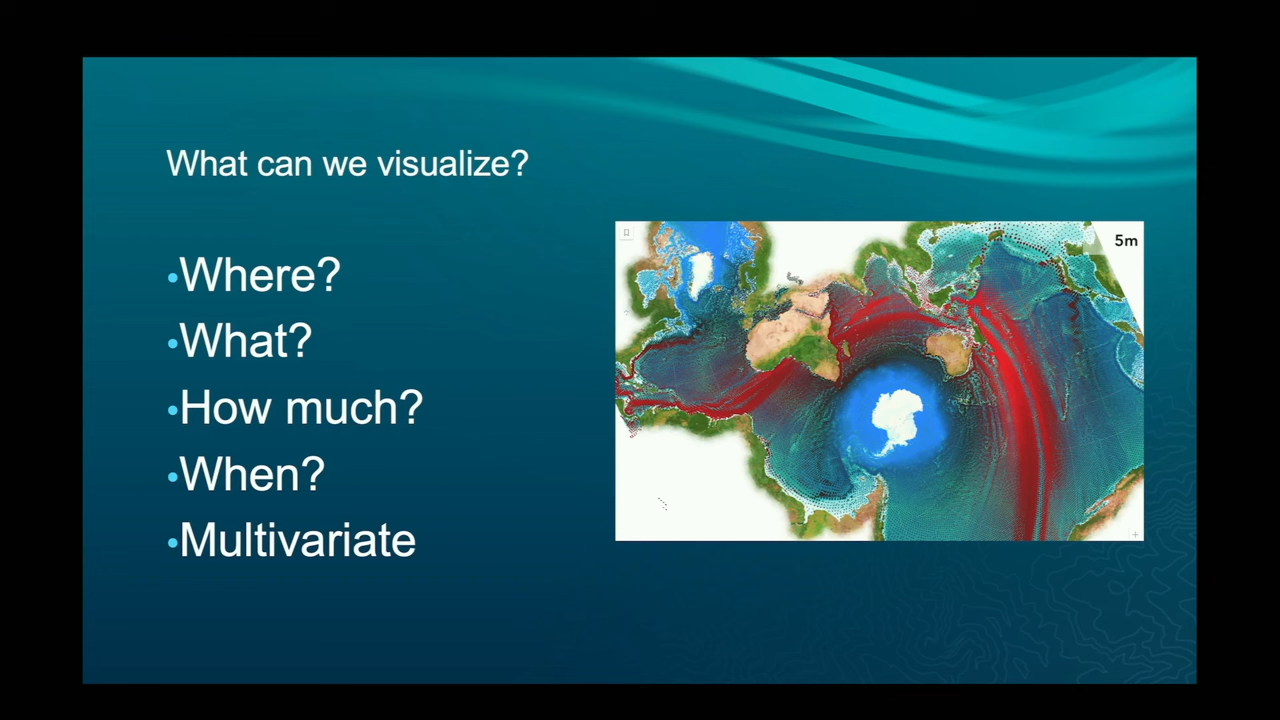 What can we visualize?
•Where?
•What?
•How much?
•When?
•Multivariate
5m